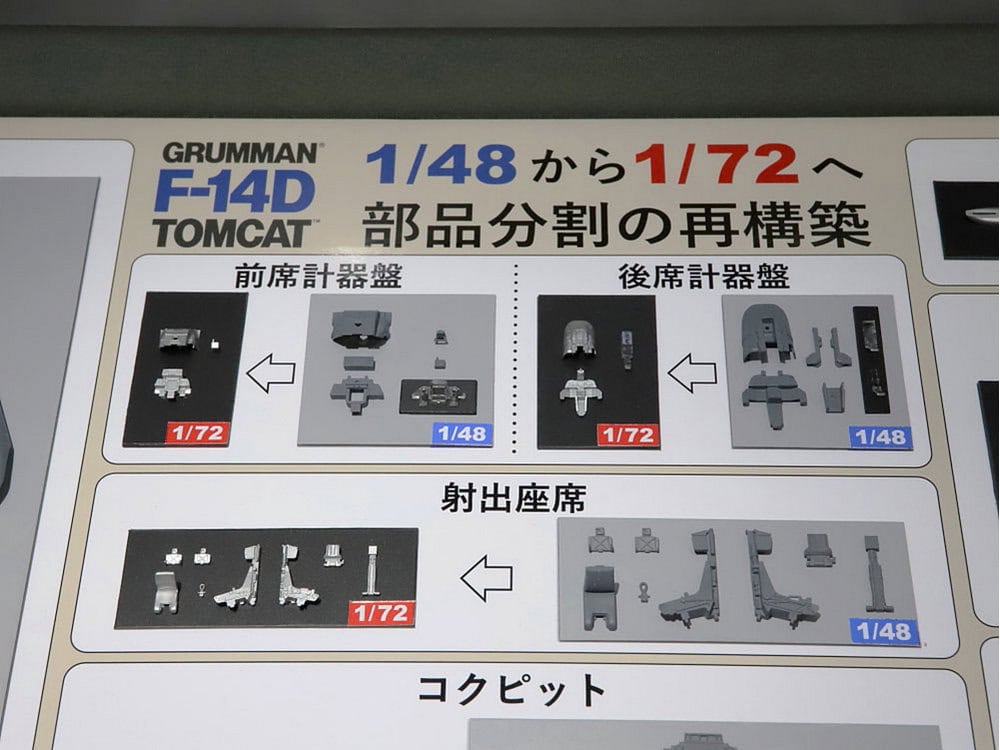 GRUMMAN®
F-14D
TOMCAT™
1/48から1/72へ
部品分割の再構築
前席計器盤
後席計器盤
1/72
1/48
1/72
1/48
射出座席
1/72
1/48
コクピット